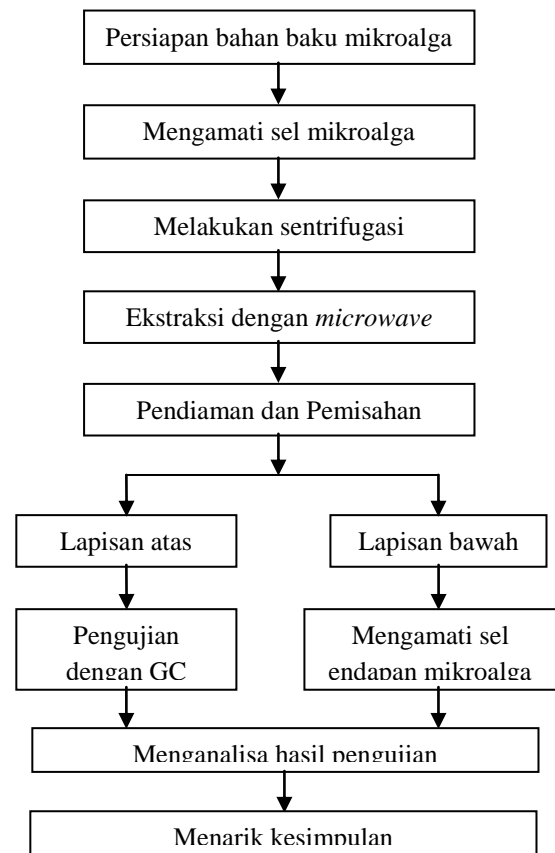 Persiapan bahan baku mikroalga
Mengamati sel mikroalga
Melakukan sentrifugasi
Ekstraksi dengan microwave
Pendiaman dan Pemisahan
Lapisan atas
Lapisan bawah
Pengujian
dengan GC
Mengamati sel
endapan mikroalga
Menganalisa hasil pengujian
Menarik kesimpulan